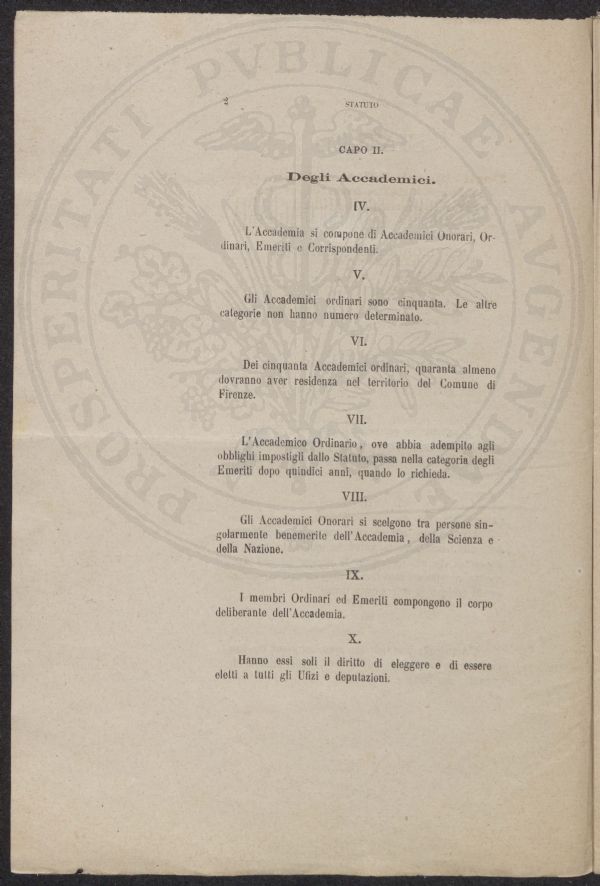 PROSPERITATI PVBLICAE AVGENDAE
2 STATUTO
CAPO II.
Degli Accademici.
IV.
L'Accademia si compone di Accademici Onorari, Or-
dinari, Emeriti e Corrispondenti.
V.
Gli Accademici ordinari sono cinquanta. Le altre
categorie non hanno numero determinato.
VI.
Dei cinquanta Accademici ordinari, quaranta almeno
dovranno aver residenza nel territorio del Comune di
Firenze.
VII.
L'Accademico Ordinario, ove abbia adempito agli
obblighi impostigli dallo Statuto, passa nella categoria degli
Emeriti dopo quindici anni, quando lo richieda.
VIII.
Gli Accademici Onorari si scelgono tra persone sin-
golarmente benemerite dell'Accademia, della Scienza e
della Nazione.
IX.
I membri Ordinari ed Emeriti compongono il corpo
deliberante dell'Accademia.
X.
Hanno essi soli il diritto di eleggere e di essere
eletti a tutti gli Ufizi e deputazioni.